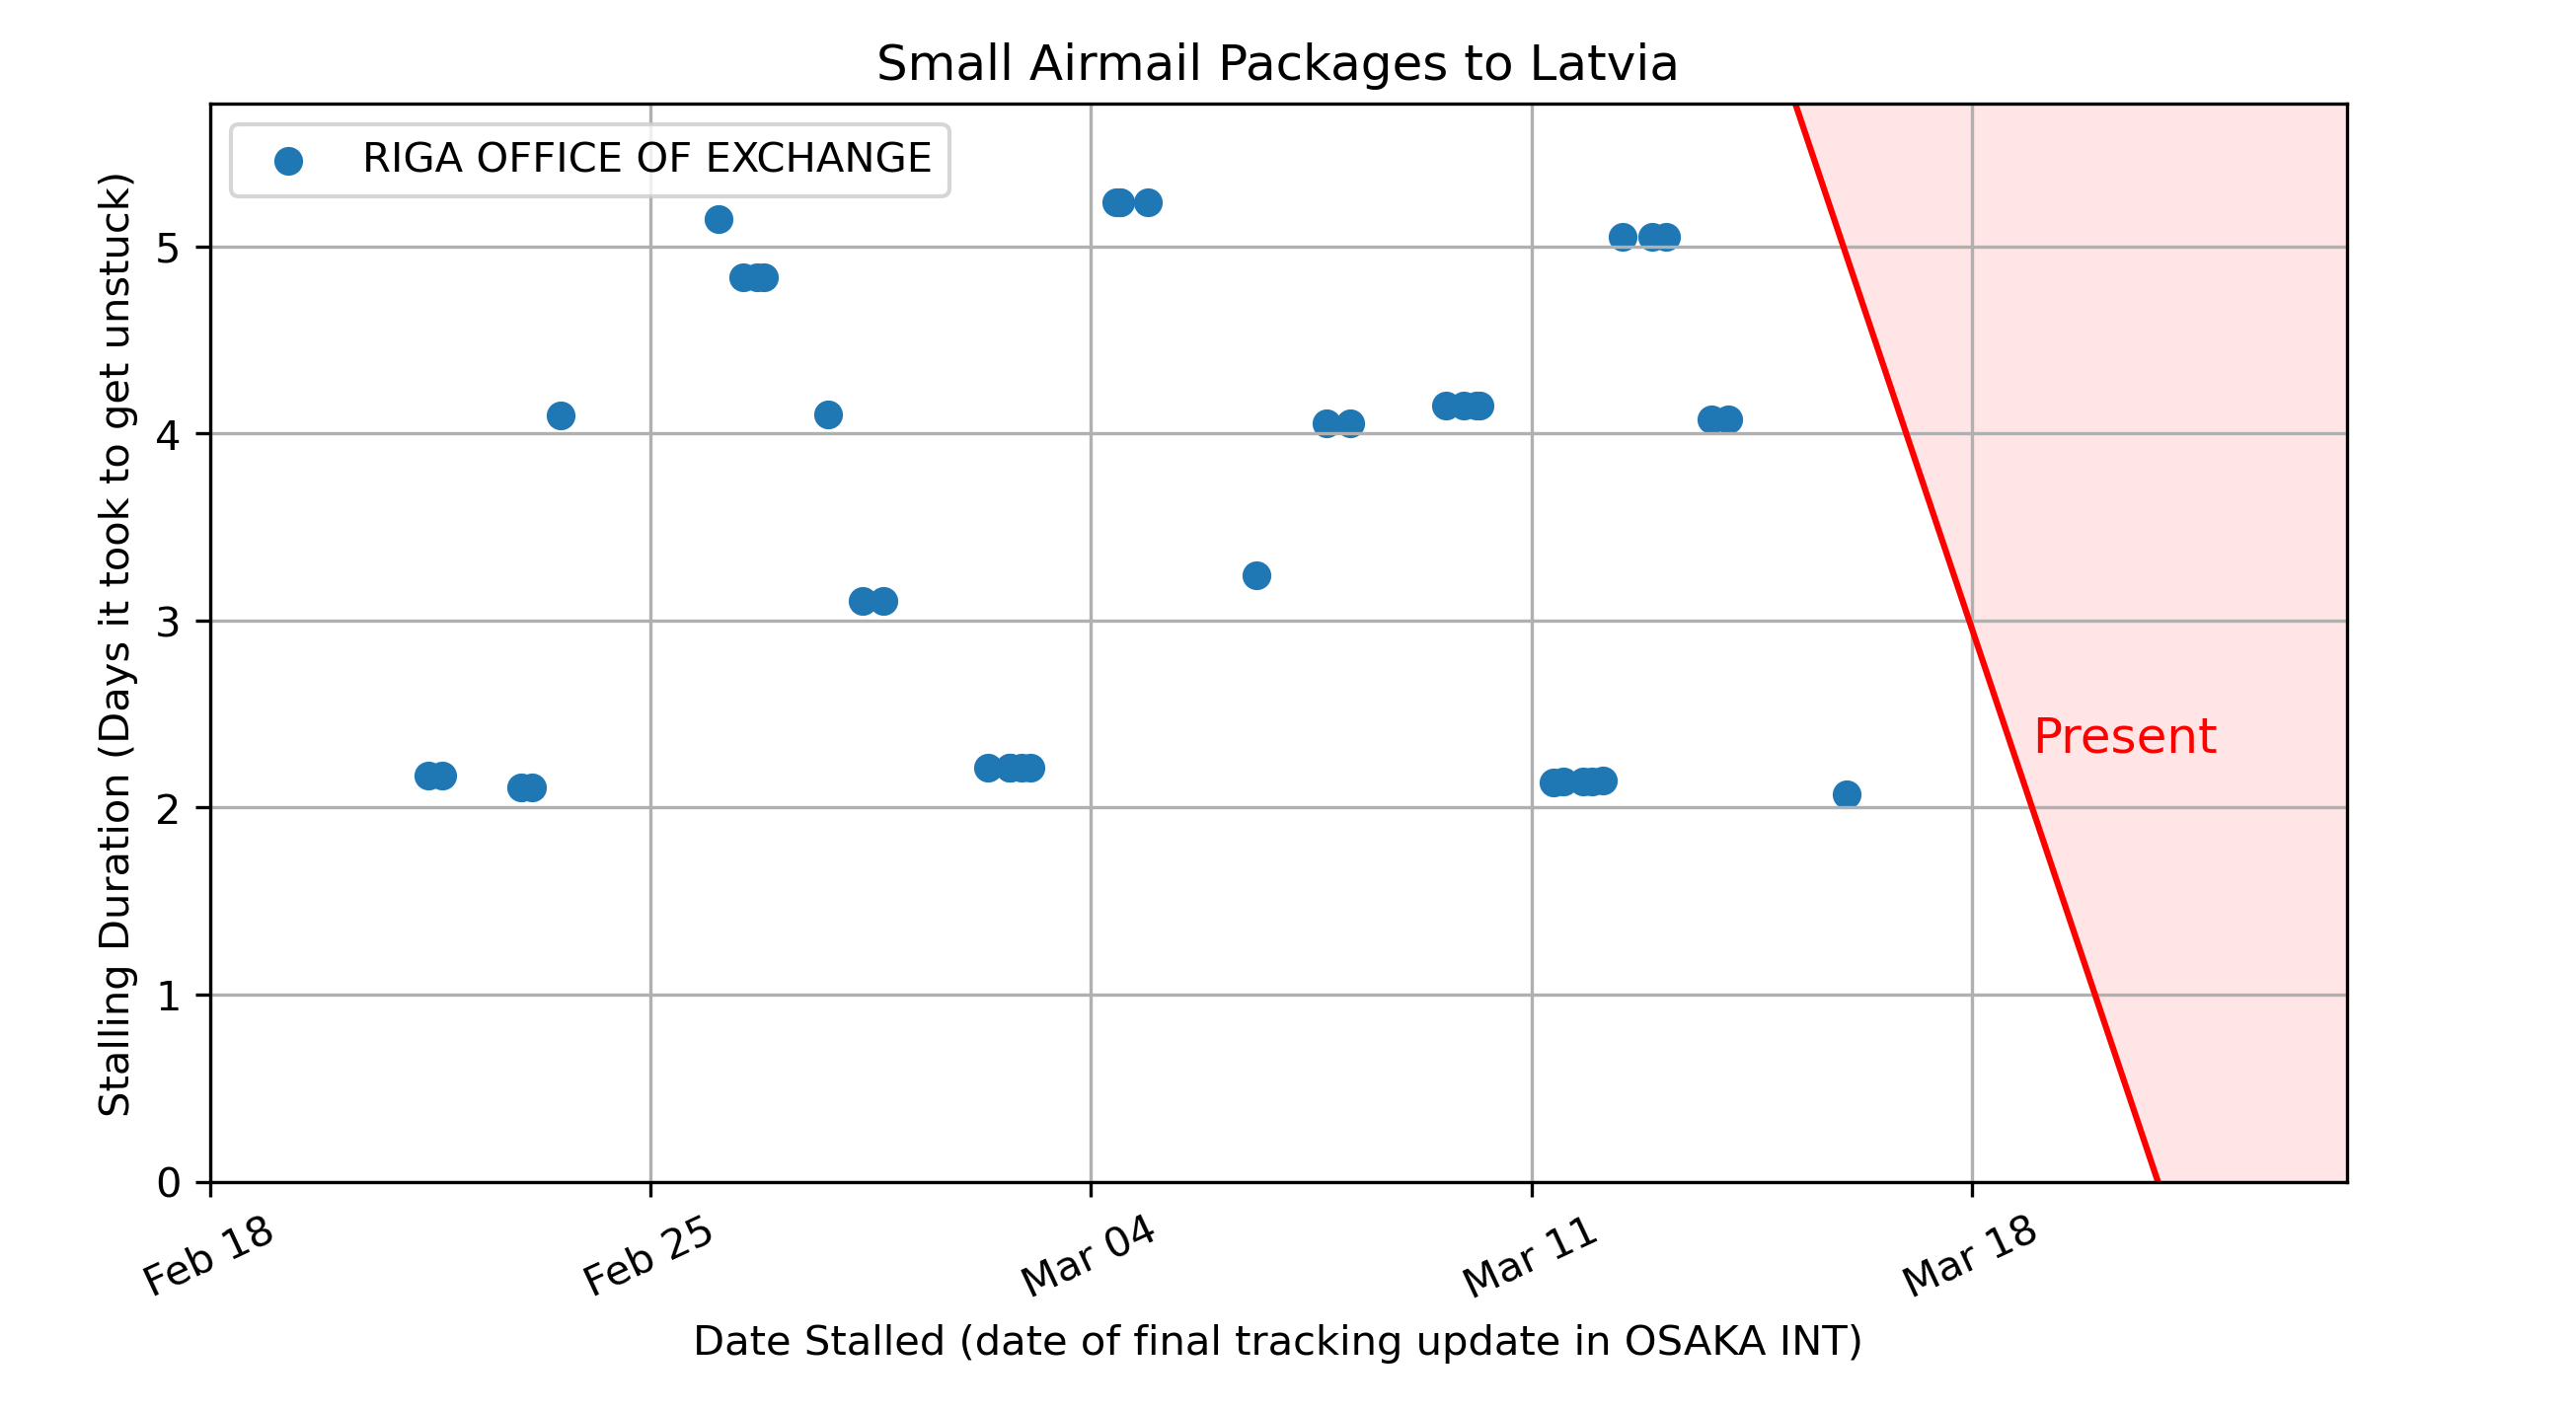 Small Airmail Packages to Latvia
RIGA OFFICE OF EXCHANGE
Stalling Duration (Days it took to get unstuck)
5
4
3
2
1
0
Present
Feb 18
Feb 25
Mar 04
Mar 11
Mar 18
Date Stalled (date of final tracking update in OSAKA INT)